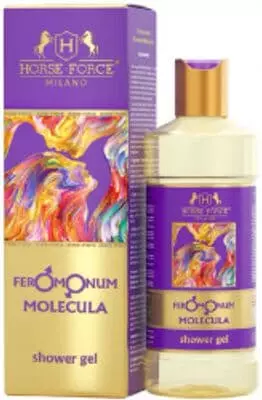 H
HORSE FORCE
MILANO
FEROMONUM
MOLECULA
shower gel
H
HORSE FORCE
FEROMONUM
MOLECULA
shower gel